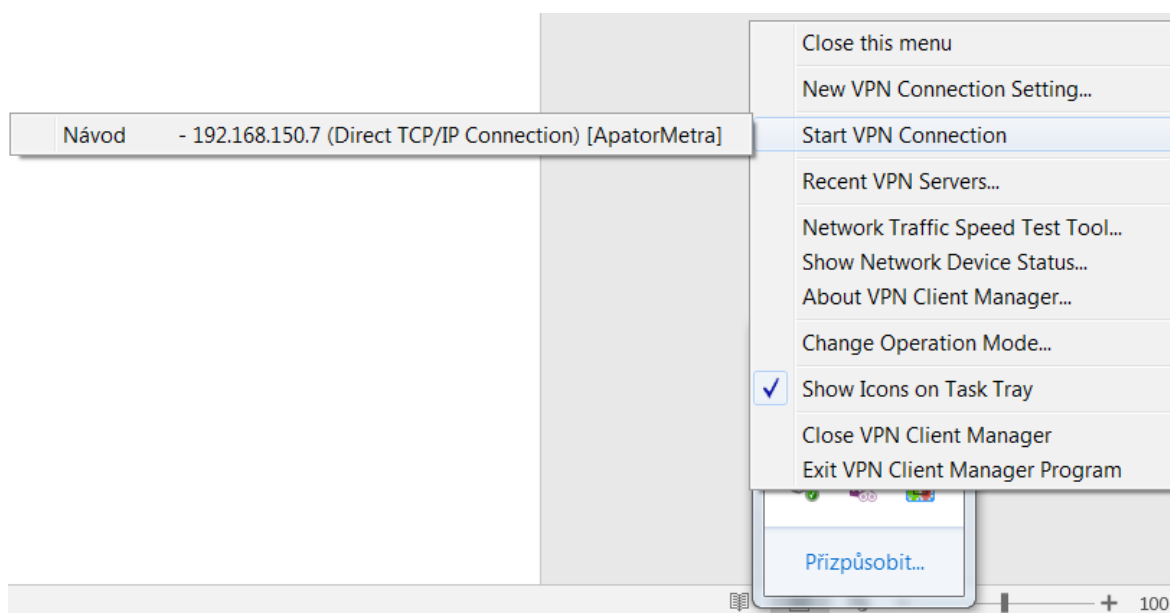 Close this menu
New VPN Connection Setting...
Návod - 192.168.150.7 (Direct TCP/IP Connection) [ApatorMetra]
Start VPN Connection
Recent VPN Servers...
Network Traffic Speed Test Tool...
Show Network Device Status...
About VPN Client Manager...
Change Operation Mode...
Show Icons on Task Tray
Close VPN Client Manager
Exit VPN Client Manager Program
Přizpůsobit...
100